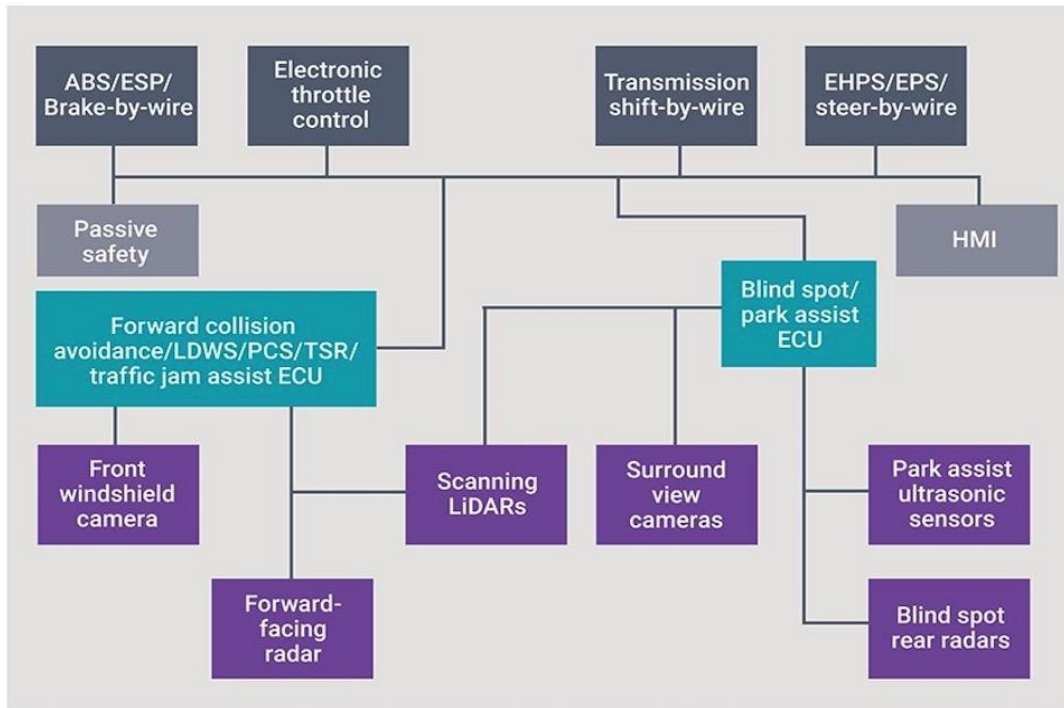 ABS/ESP/
Brake-by-wire
Electronic
throttle
control
Transmission
shift-by-wire
EHPS/EPS/
steer-by-wire
Passive
safety
HMI
Blind spot/
park assist
ECU
Forward collision
avoidance/LDWS/PCS/TSR/
traffic jam assist ECU
Front
windshield
camera
Scanning
LiDARs
Surround
view
cameras
Park assist
ultrasonic
sensors
Forward-
facing
radar
Blind spot
rear radars